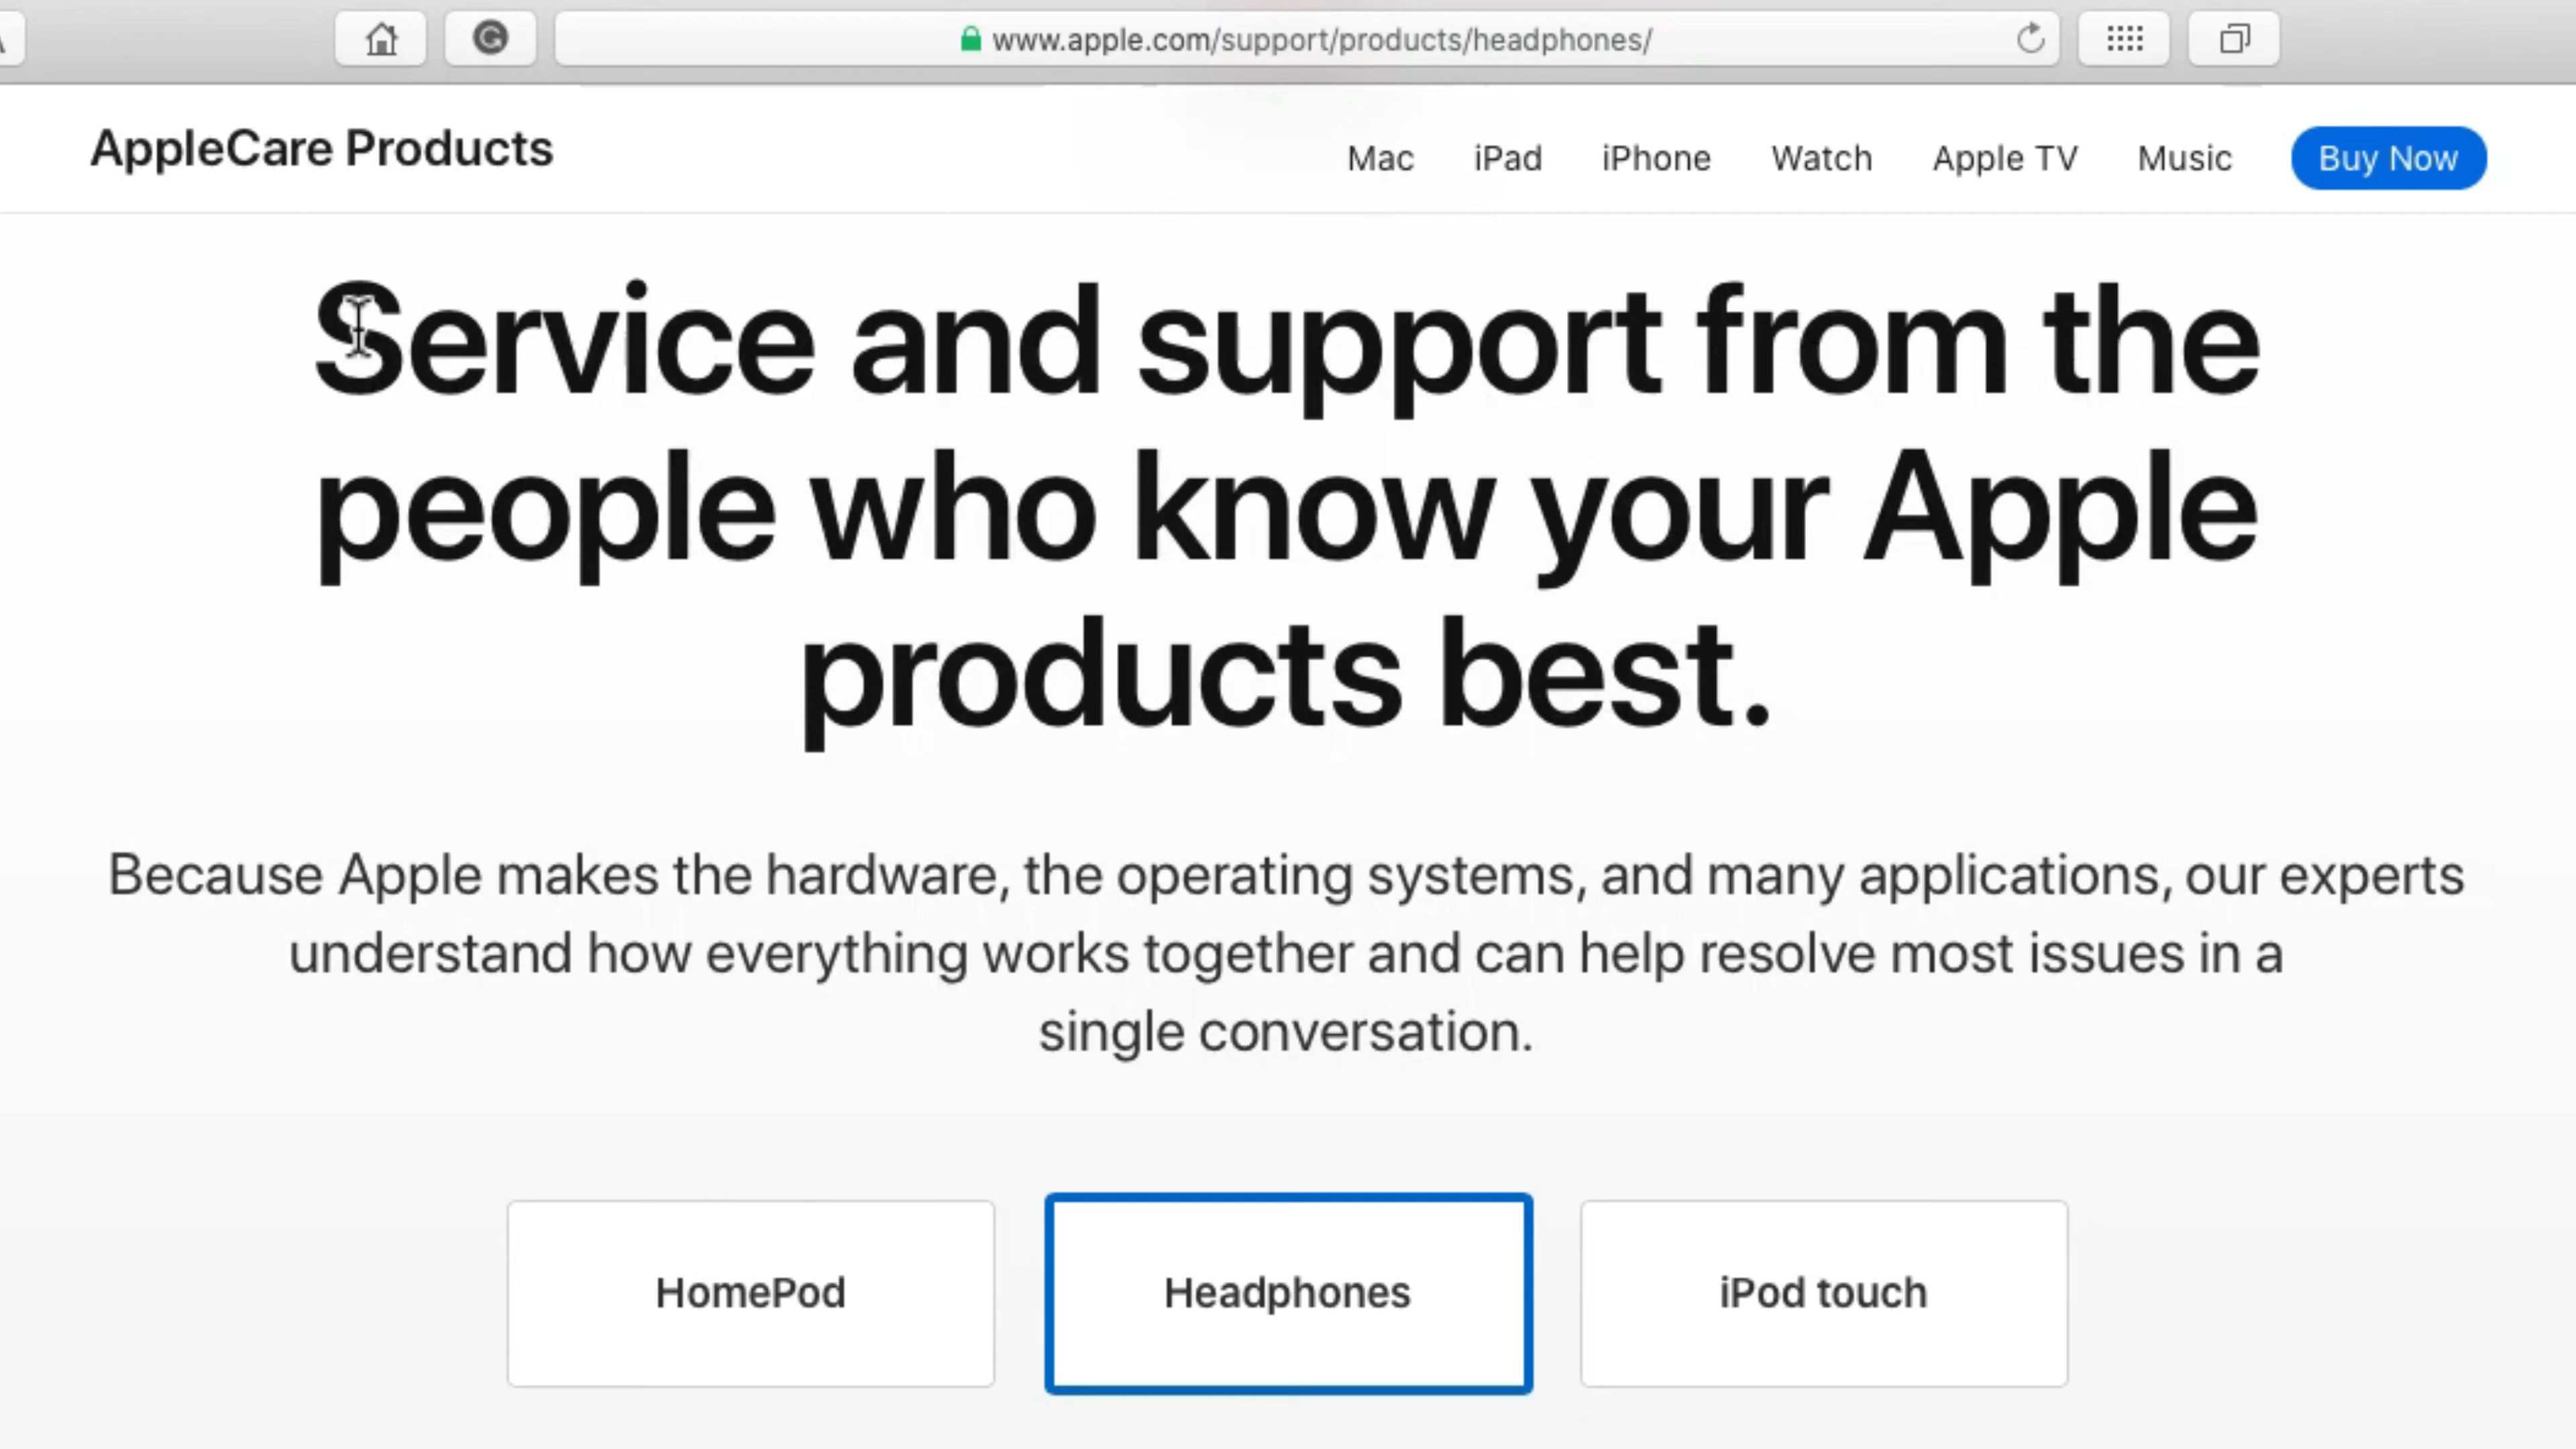 www.apple.com/support/products/headphones/
AppleCare Products
Mac iPad iPhone Watch Apple TV Music Buy Now
Service and support from the
people who know your Apple
products best.
Because Apple makes the hardware, the operating systems, and many applications, our experts
understand how everything works together and can help resolve most issues in a
single conversation.
HomePod Headphones iPod touch